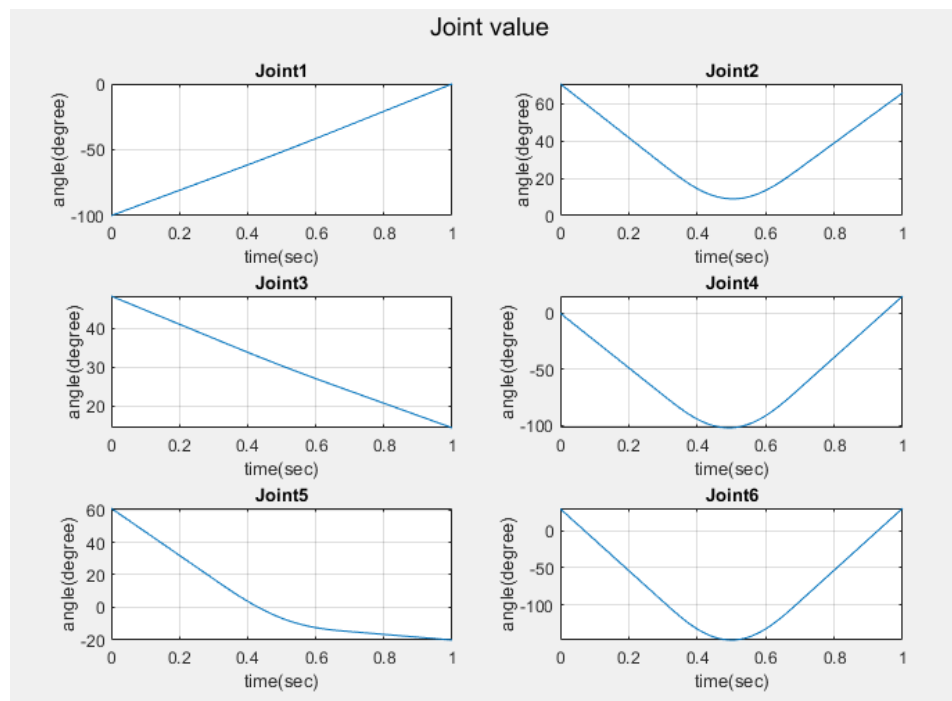 Joint value
Joint1
angle(degree)
0
-50
-100
0 0.2 0.4 0.6 0.8 1
time(sec)
Joint2
angle(degree)
60
40
20
0
0 0.2 0.4 0.6 0.8 1
time(sec)
Joint3
angle(degree)
40
30
20
0 0.2 0.4 0.6 0.8 1
time(sec)
Joint4
angle(degree)
0
-50
-100
0 0.2 0.4 0.6 0.8 1
time(sec)
Joint5
angle(degree)
60
40
20
0
-20
0 0.2 0.4 0.6 0.8 1
time(sec)
Joint6
angle(degree)
0
-50
-100
0 0.2 0.4 0.6 0.8 1
time(sec)